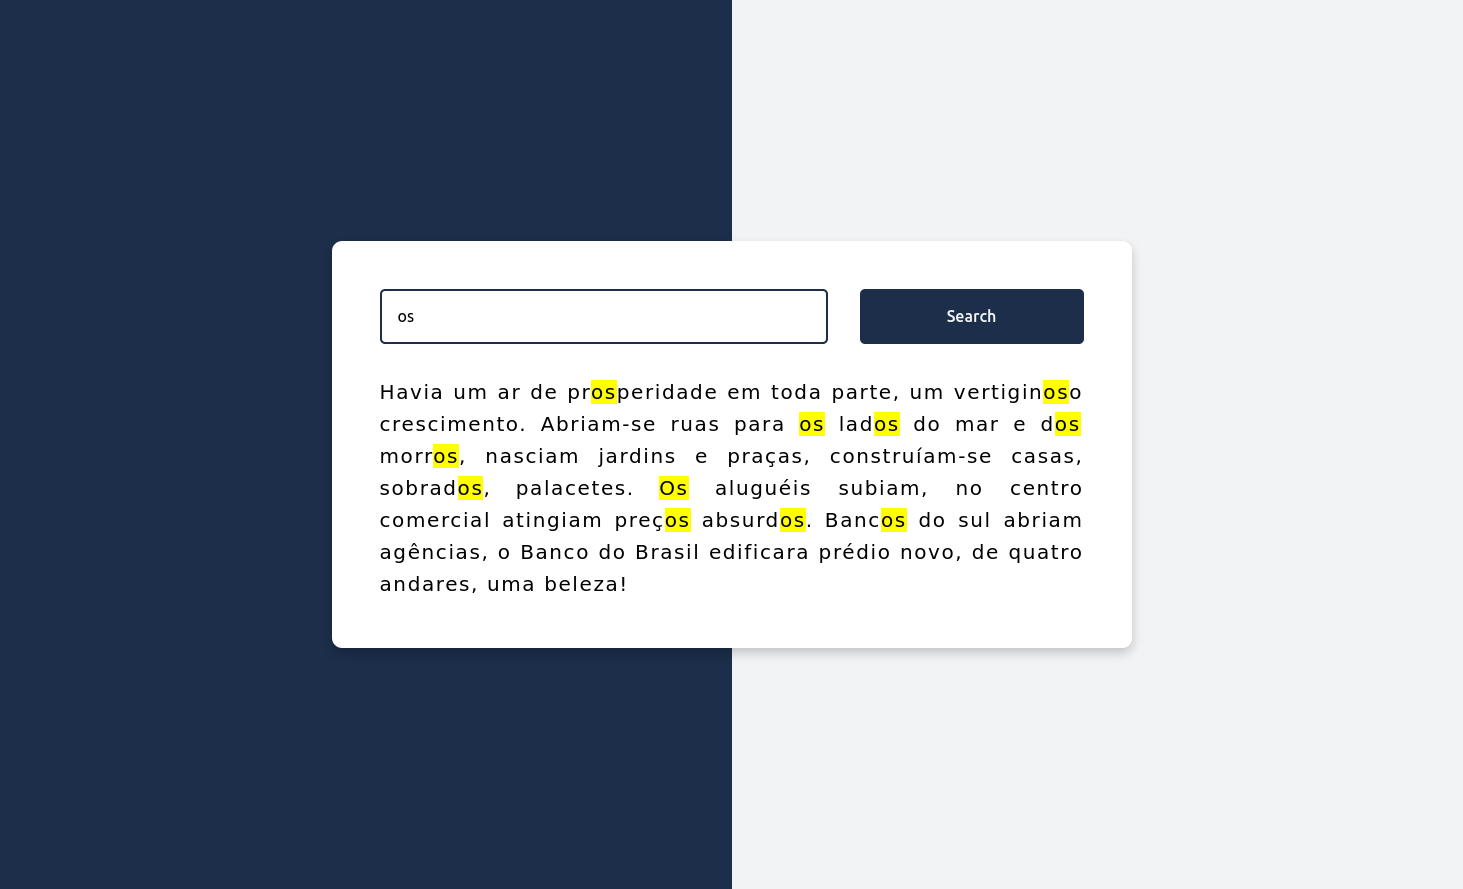 os
Search
Havia um ar de prosperidade em toda parte, um vertiginoso
crescimento. Abriam-se ruas para os lados do mar e dos
morros, nasciam jardins e praças, construíam-se casas,
sobrados, palacetes. Os aluguéis subiam, no centro
comercial atingiam preços absurdos. Bancos do sul abriam
agências, o Banco do Brasil edificara prédio novo, de quatro
andares, uma beleza!